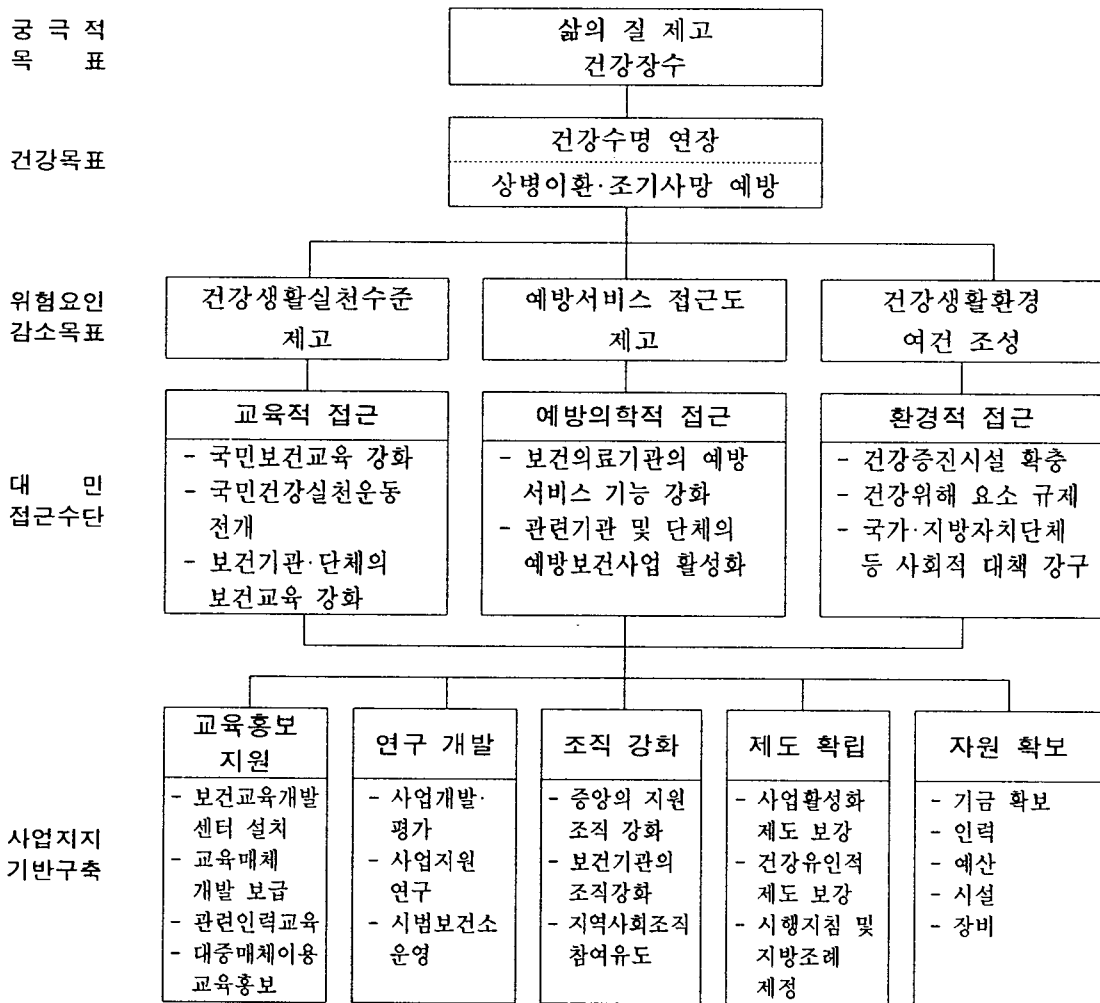 궁 극 적
목 표
삶의 질 제고
건강장수
건강목표
건강수명 연장
상병이환·조기사망 예방
위험요인
감소목표
건강생활실천수준
제고
예방서비스 접근도
제고
건강생활환경
여건 조성
대 민
접근수단
교육적 접근
- 국민보건교육 강화
- 국민건강실천운동
전개
- 보건기관·단체의
보건교육 강화
예방의학적 접근
- 보건의료기관의 예방
서비스 기능 강화
- 관련기관 및 단체의
예방보건사업 활성화
환경적 접근
- 건강증진시설 확충
- 건강위해 요소 규제
- 국가·지방자치단체
등 사회적 대책 강구
사업지지
기반구축
교육홍보
지원
- 보건교육개발
센터 설치
- 교육매체
개발 보급
- 관련인력교육
- 대중매체이용
교육홍보
연구 개발
- 사업개발·
평가
- 사업지원
연구
- 시범보건소
운영
조직 강화
- 중앙의 지원
조직 강화
- 보건기관의
조직강화
- 지역사회조직
참여유도
제도 확립
- 사업활성화
제도 보강
- 건강유인적
제도 보강
- 시행지침 및
지방조례
제정
자원 확보
- 기금 확보
- 인력
- 예산
- 시설
- 장비